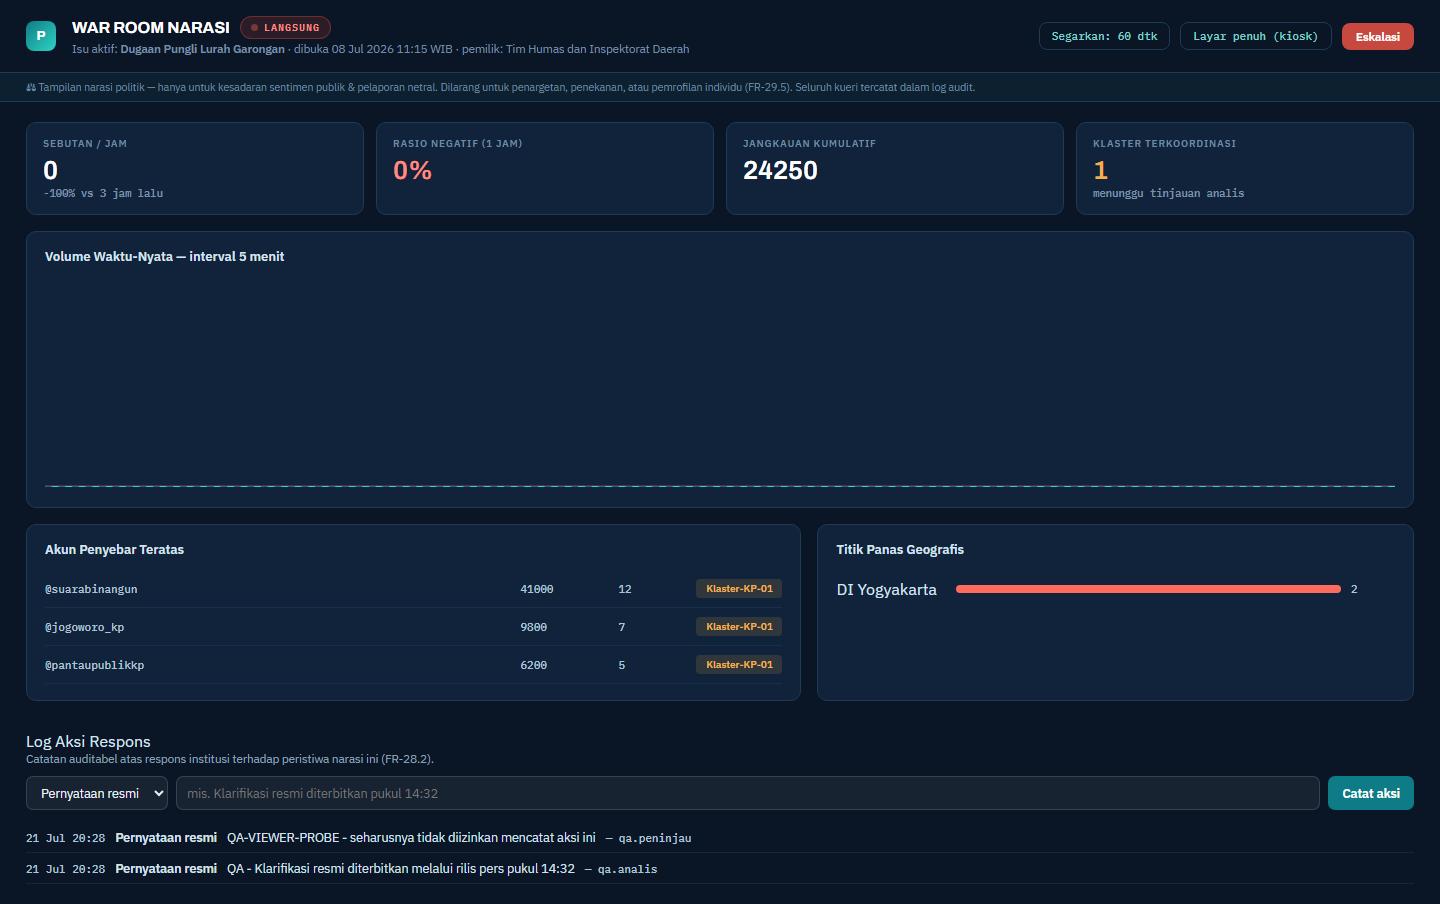 P
WAR ROOM NARASI
LANGSUNG
Isu aktif: Dugaan Pungli Lurah Garongan · dibuka 08 Jul 2026 11:15 WIB · pemilik: Tim Humas dan Inspektorat Daerah
Segarkan: 60 dtk
Layar penuh (kiosk)
Eskalasi
⚖ Tampilan narasi politik — hanya untuk kesadaran sentimen publik & pelaporan netral. Dilarang untuk penargetan, penekanan, atau pemrofilan individu (FR-29.5). Seluruh kueri tercatat dalam log audit.
SEBUTAN / JAM
0
-100% vs 3 jam lalu
RASIO NEGATIF (1 JAM)
0%
JANGKAUAN KUMULATIF
24250
KLASTER TERKOORDINASI
1
menunggu tinjauan analis
Volume Waktu-Nyata — interval 5 menit
Akun Penyebar Teratas
@suarabinangun 41000 12 Klaster-KP-01
@jogoworo_kp 9800 7 Klaster-KP-01
@pantaupublikkp 6200 5 Klaster-KP-01
Titik Panas Geografis
DI Yogyakarta 2
Log Aksi Respons
Catatan auditabel atas respons institusi terhadap peristiwa narasi ini (FR-28.2).
Pernyataan resmi
mis. Klarifikasi resmi diterbitkan pukul 14:32
Catat aksi
21 Jul 20:28 Pernyataan resmi QA-VIEWER-PROBE - seharusnya tidak diizinkan mencatat aksi ini — qa.peninjau
21 Jul 20:28 Pernyataan resmi QA - Klarifikasi resmi diterbitkan melalui rilis pers pukul 14:32 — qa.analis